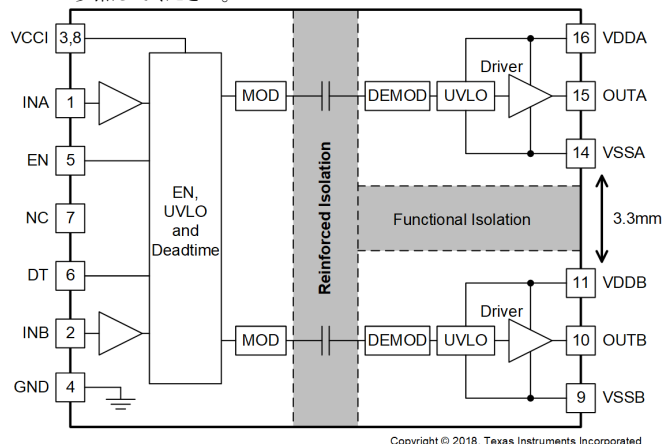 VCCI 3,8
INA 1
EN 5
NC 7
DT 6
INB 2
GND 4
EN,
UVLO
and
Deadtime
MOD
MOD
Reinforced Isolation
DEMOD
UVLO
Driver
Functional Isolation
DEMOD
UVLO
Driver
16 VDDA
15 OUTA
14 VSSA
3.3mm
11 VDDB
10 OUTB
9 VSSB
Copyright © 2018, Texas Instruments Incorporated